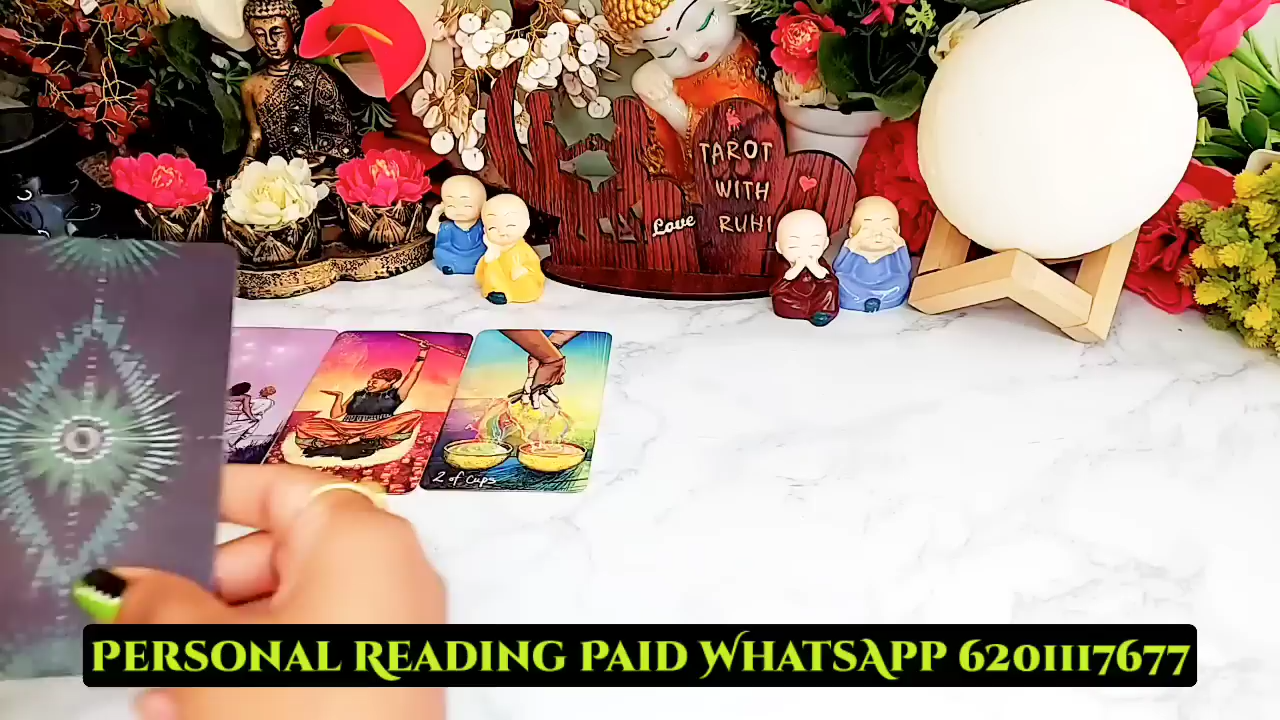 TAROT
WITH
RUHI
Love
2 of Cups
PERSONAL READING PAID WHATSAPP 6201117677